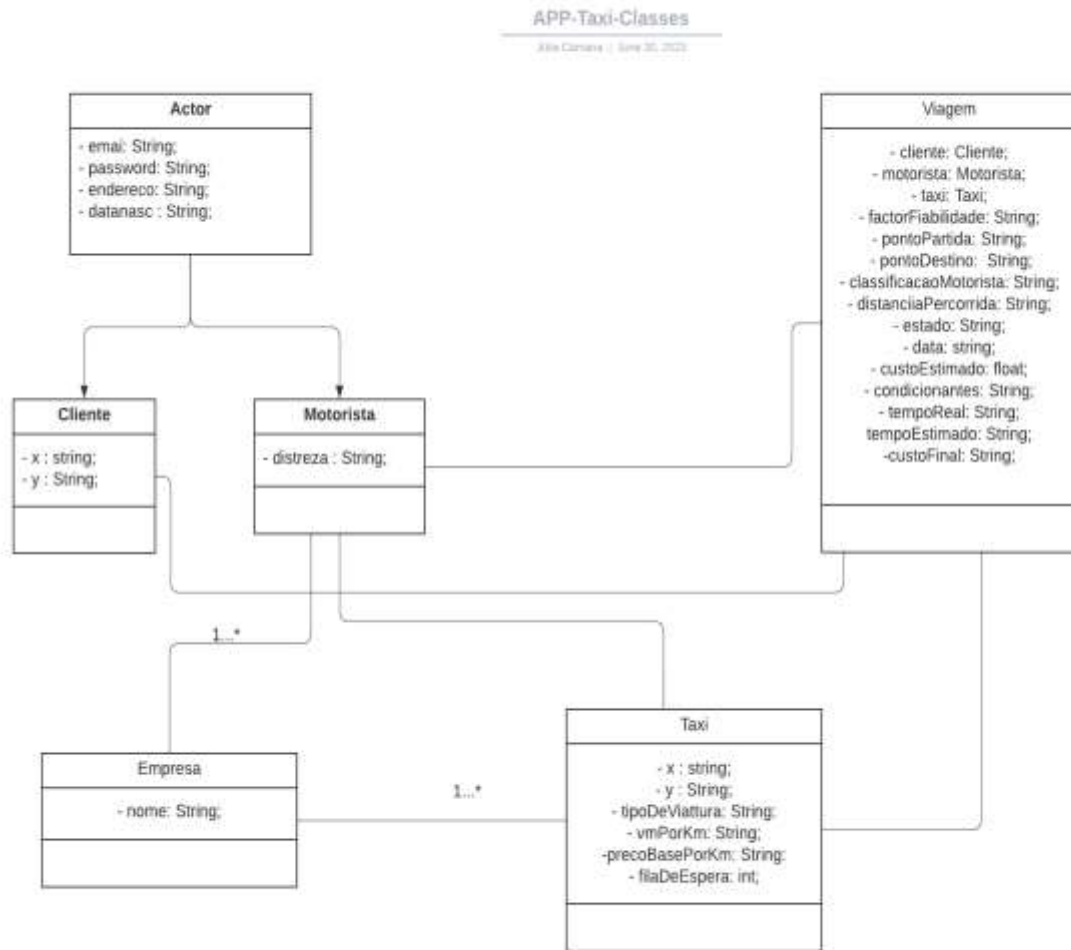 APP-Taxi-Classes
June 30, 2023
Actor
- emai: String;
- password: String;
- endereco: String;
- datanasc : String;
Viagem
- cliente: Cliente;
- motorista: Motorista;
- taxi: Taxi;
- factorFiabilidade: String;
- pontoPartida: String;
- pontoDestino: String;
- classificacaoMotorista: String;
- distanciiaPercorrida: String;
- estado: String;
- data: string;
- custoEstimado: float;
- condicionantes: String;
- tempoReal: String;
tempoEstimado: String;
-custoFinal: String;
Cliente
- x : string;
- y : String;
Motorista
- distreza : String;
1...*
Empresa
- nome: String;
1...*
Taxi
- x : string;
- y : String;
- tipoDeViattura: String:
- vmPorKm: String;
-precoBasePorKm: String:
- filaDeEspera: int;